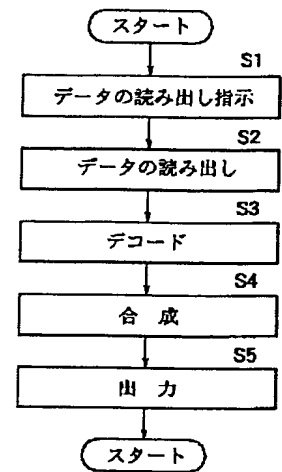 スタート
S1
データの読み出し指示
S2
データの読み出し
S3
デコード
S4
合 成
S5
出 力
スタート